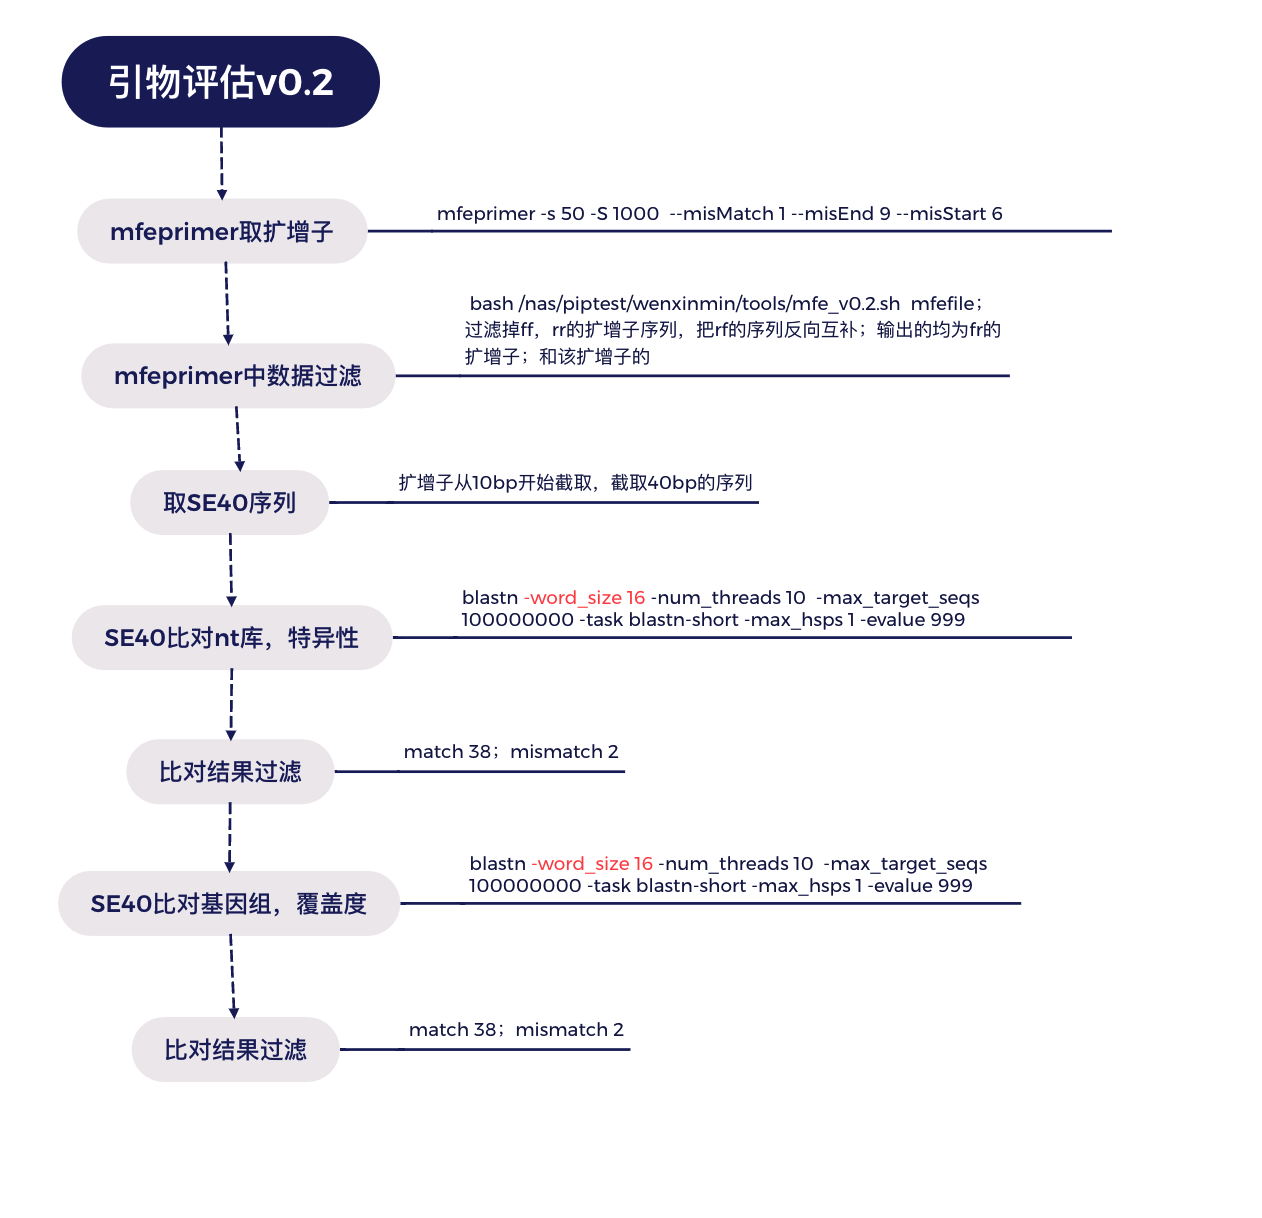 引物评估v0.2
mfeprimer取扩增子
mfeprimer -s 50 -S 1000  --misMatch 1 --misEnd 9 --misStart 6
mfeprimer中数据过滤
bash /nas/piptest/wenxinmin/tools/mfe_v0.2.sh  mfefile；
过滤掉ff，rr的扩增子序列，把rf的序列反向互补；输出的均为fr的
扩增子；和该扩增子的
取SE40序列
扩增子从10bp开始截取，截取40bp的序列
SE40比对nt库，特异性
blastn -word_size 16 -num_threads 10  -max_target_seqs
100000000 -task blastn-short -max_hsps 1 -evalue 999
比对结果过滤
match 38；mismatch 2
SE40比对基因组，覆盖度
blastn -word_size 16 -num_threads 10  -max_target_seqs
100000000 -task blastn-short -max_hsps 1 -evalue 999
比对结果过滤
match 38；mismatch 2